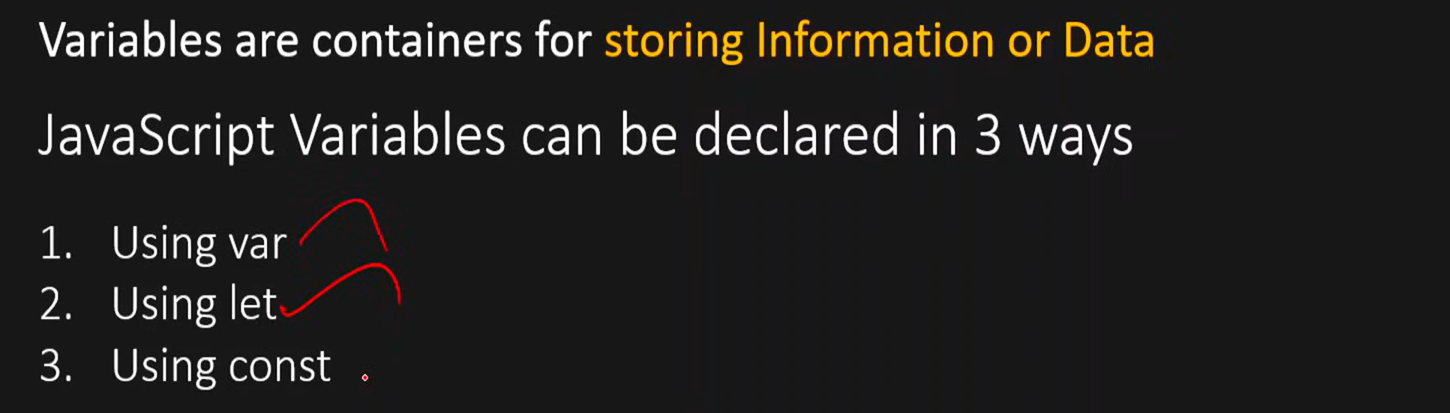 Variables are containers for storing Information or Data
JavaScript Variables can be declared in 3 ways
1. Using var
2. Using let
3. Using const